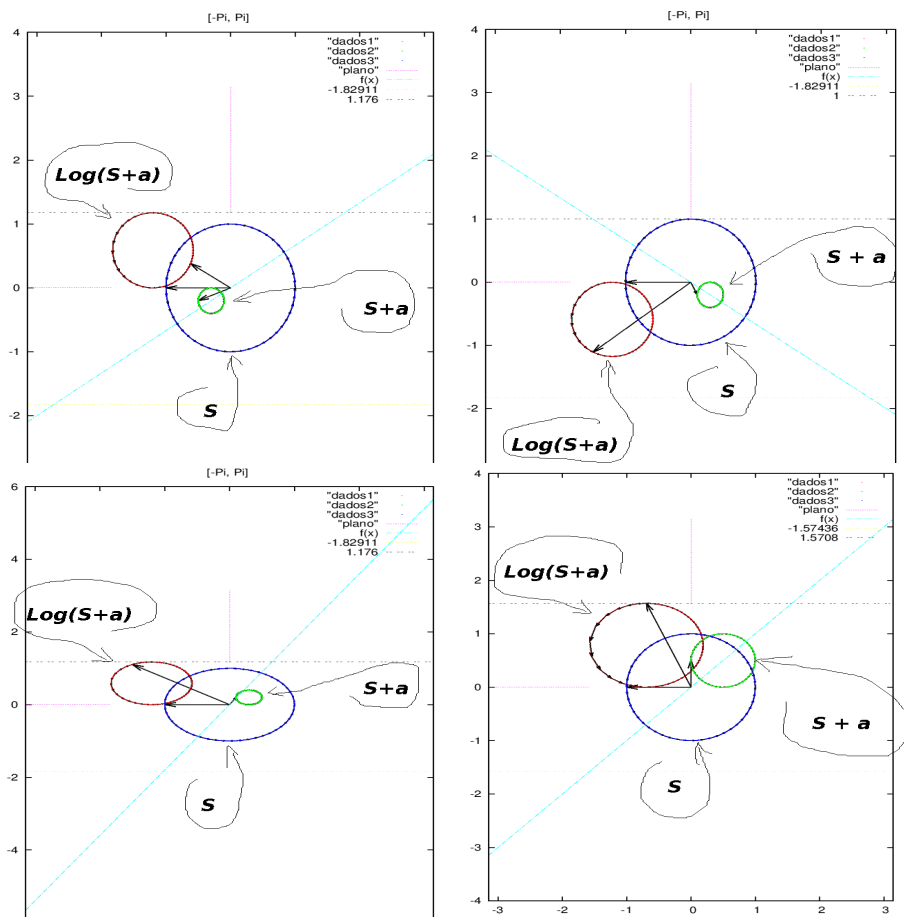 [-Pi, Pi]
4
"dados1"
"dados2"
"dados3"
"plano"
f(x)
-1.82911
1.176
3
2
Log(S+a)
1
0
S+a
-1
S
-2
[-Pi, Pi]
4
"dados1"
"dados2"
"dados3"
"plano"
f(x)
-1.82911
1
3
2
1
S + a
0
-1
S
-2
Log(S+a)
[-Pi, Pi]
6
"dados1"
"dados2"
"dados3"
"plano"
f(x)
-1.82911
1.176
4
Log(S+a)
2
S+a
0
-2
S
-4
4
"dados1"
"dados2"
"dados3"
"plano"
f(x)
-1.57436
1.5708
3
Log(S+a)
2
1
0
S + a
-1
S
-2
-3
-4
-3 -2 -1 0 1 2 3